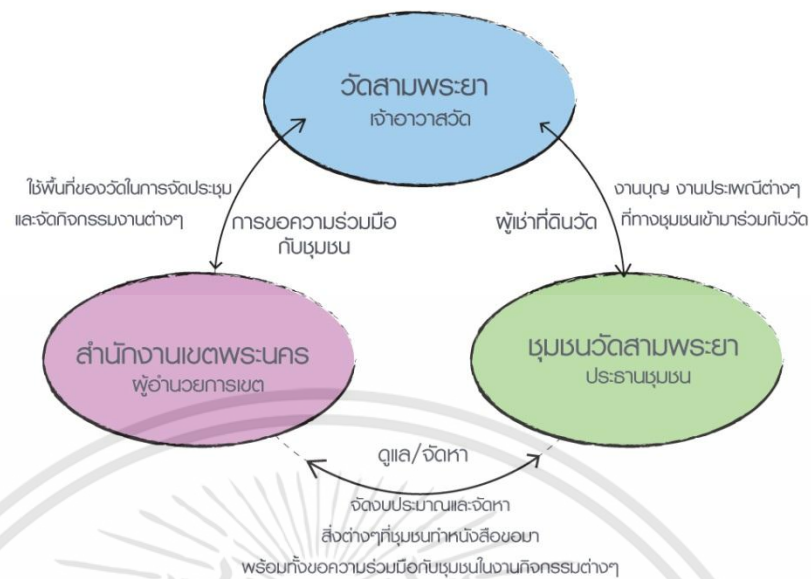 วัดสามพระยา
เจ้าอาวาสวัด
ใช้พื้นที่ของวัดในการจัดประชุม
และจัดกิจกรรมงานต่างๆ
การขอความร่วมมือ
กับชุมชน
ผู้เช่าที่ดินวัด
งานบุญ งานประเพณีต่างๆ
ที่ทางชุมชนเข้ามาร่วมกับวัด
สำนักงานเขตพระนคร
ผู้อำนวยการเขต
ชุมชนวัดสามพระยา
ประธานชุมชน
ดูแล/จัดหา
จัดงบประมาณและจัดหา
สิ่งต่างๆที่ชุมชนทำหนังสือขอมา
พร้อมทั้งขอความร่วมมือกับชุมชนในงานกิจกรรมต่างๆ